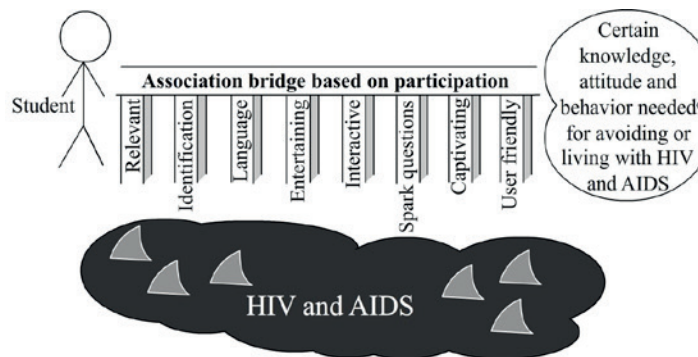 Student
Association bridge based on participation
Relevant
Identification
Language
Entertaining
Interactive
Spark questions
Captivating
User friendly
Certain
knowledge,
attitude and
behavior needed
for avoiding or
living with HIV
and AIDS
HIV and AIDS